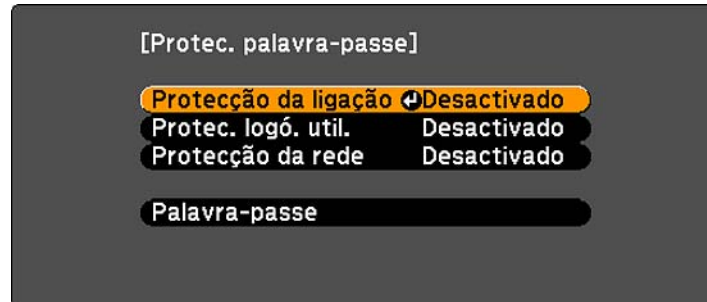 [Protec. palavra-passe]
Protecção da ligação Desactivado
Protec. logó. util. Desactivado
Protecção da rede Desactivado
Palavra-passe